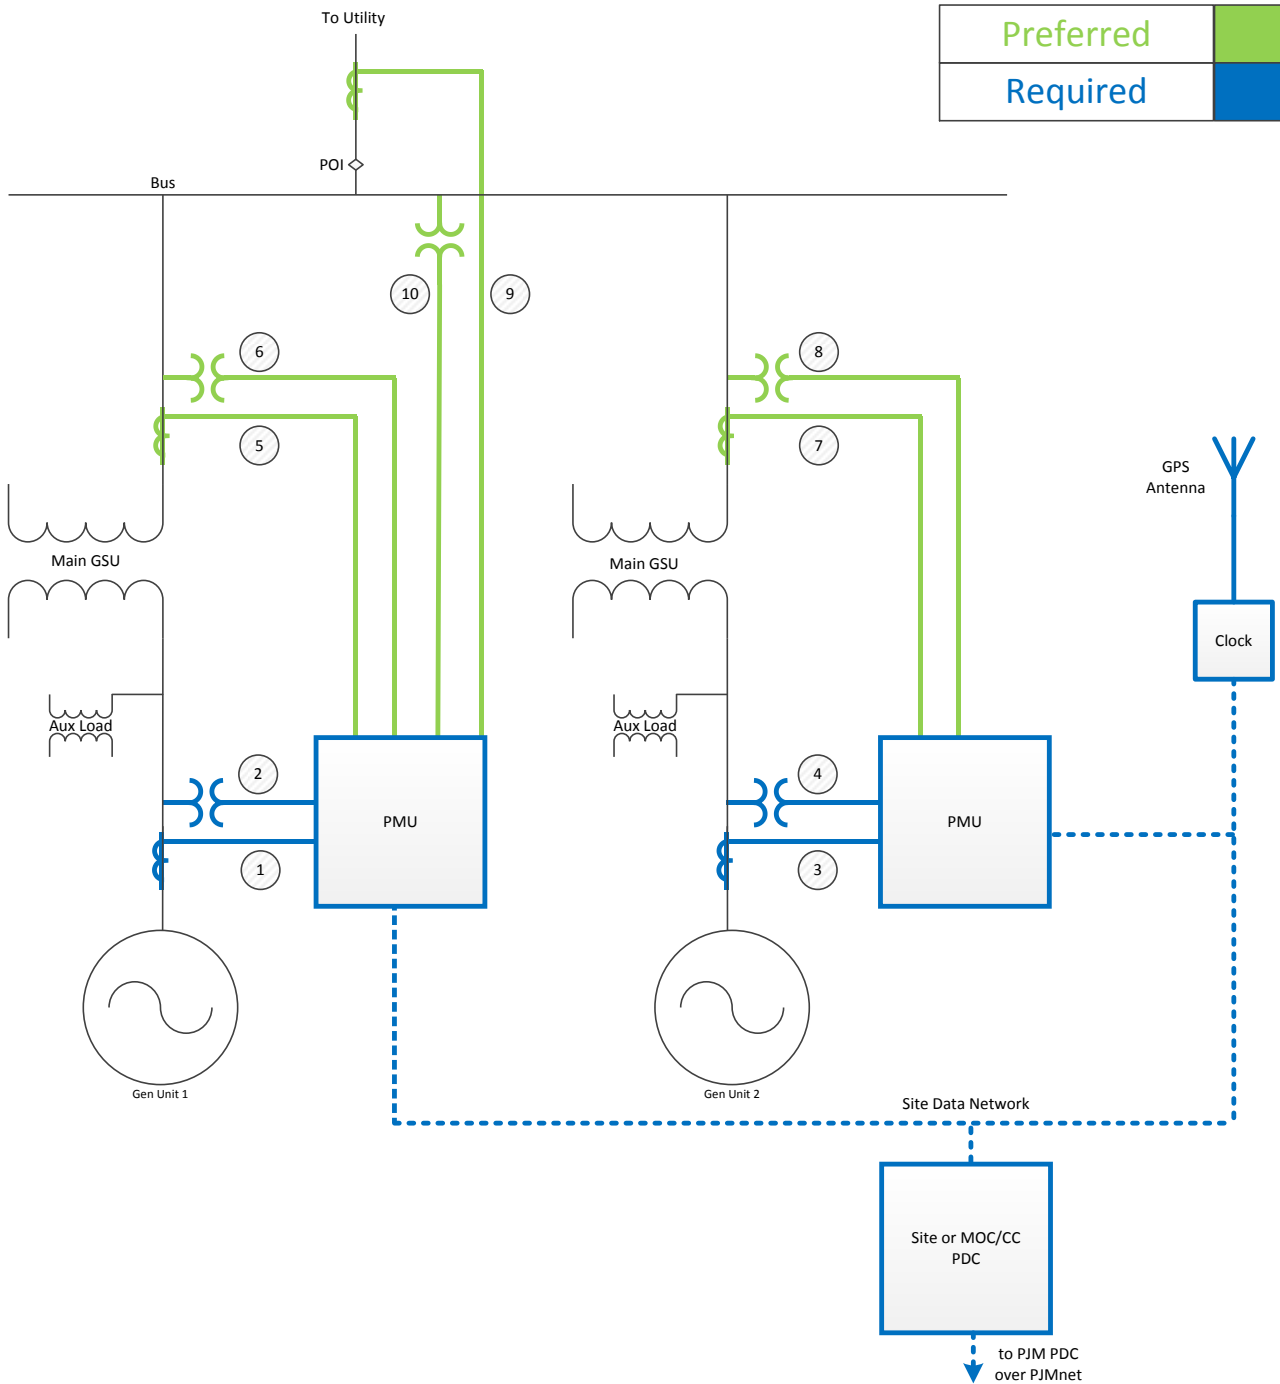 To Utility
Preferred
Required
POI
Bus
10
9
6
8
5
7
GPS
Antenna
Main GSU
Main GSU
Clock
Aux Load
Aux Load
2
4
PMU
PMU
1
3
Gen Unit 1
Gen Unit 2
Site Data Network
Site or MOC/CC
PDC
to PJM PDC
over PJMnet